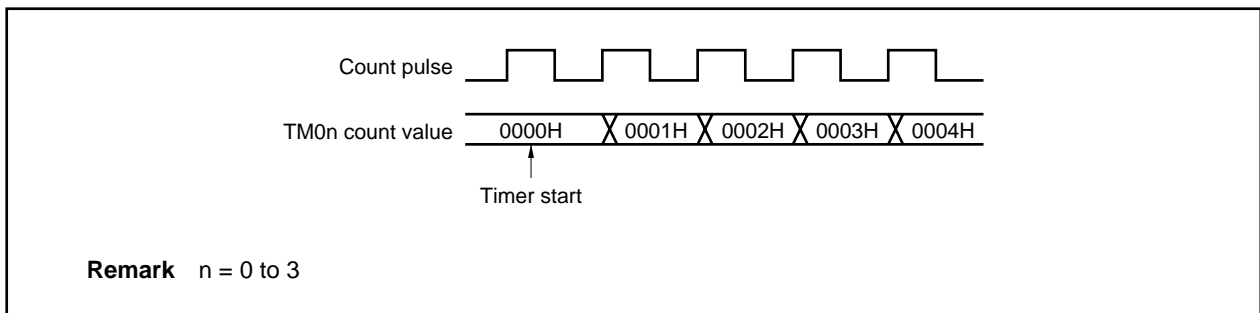 Count pulse
TM0n count value 0000H 0001H 0002H 0003H 0004H
Timer start
Remark n = 0 to 3